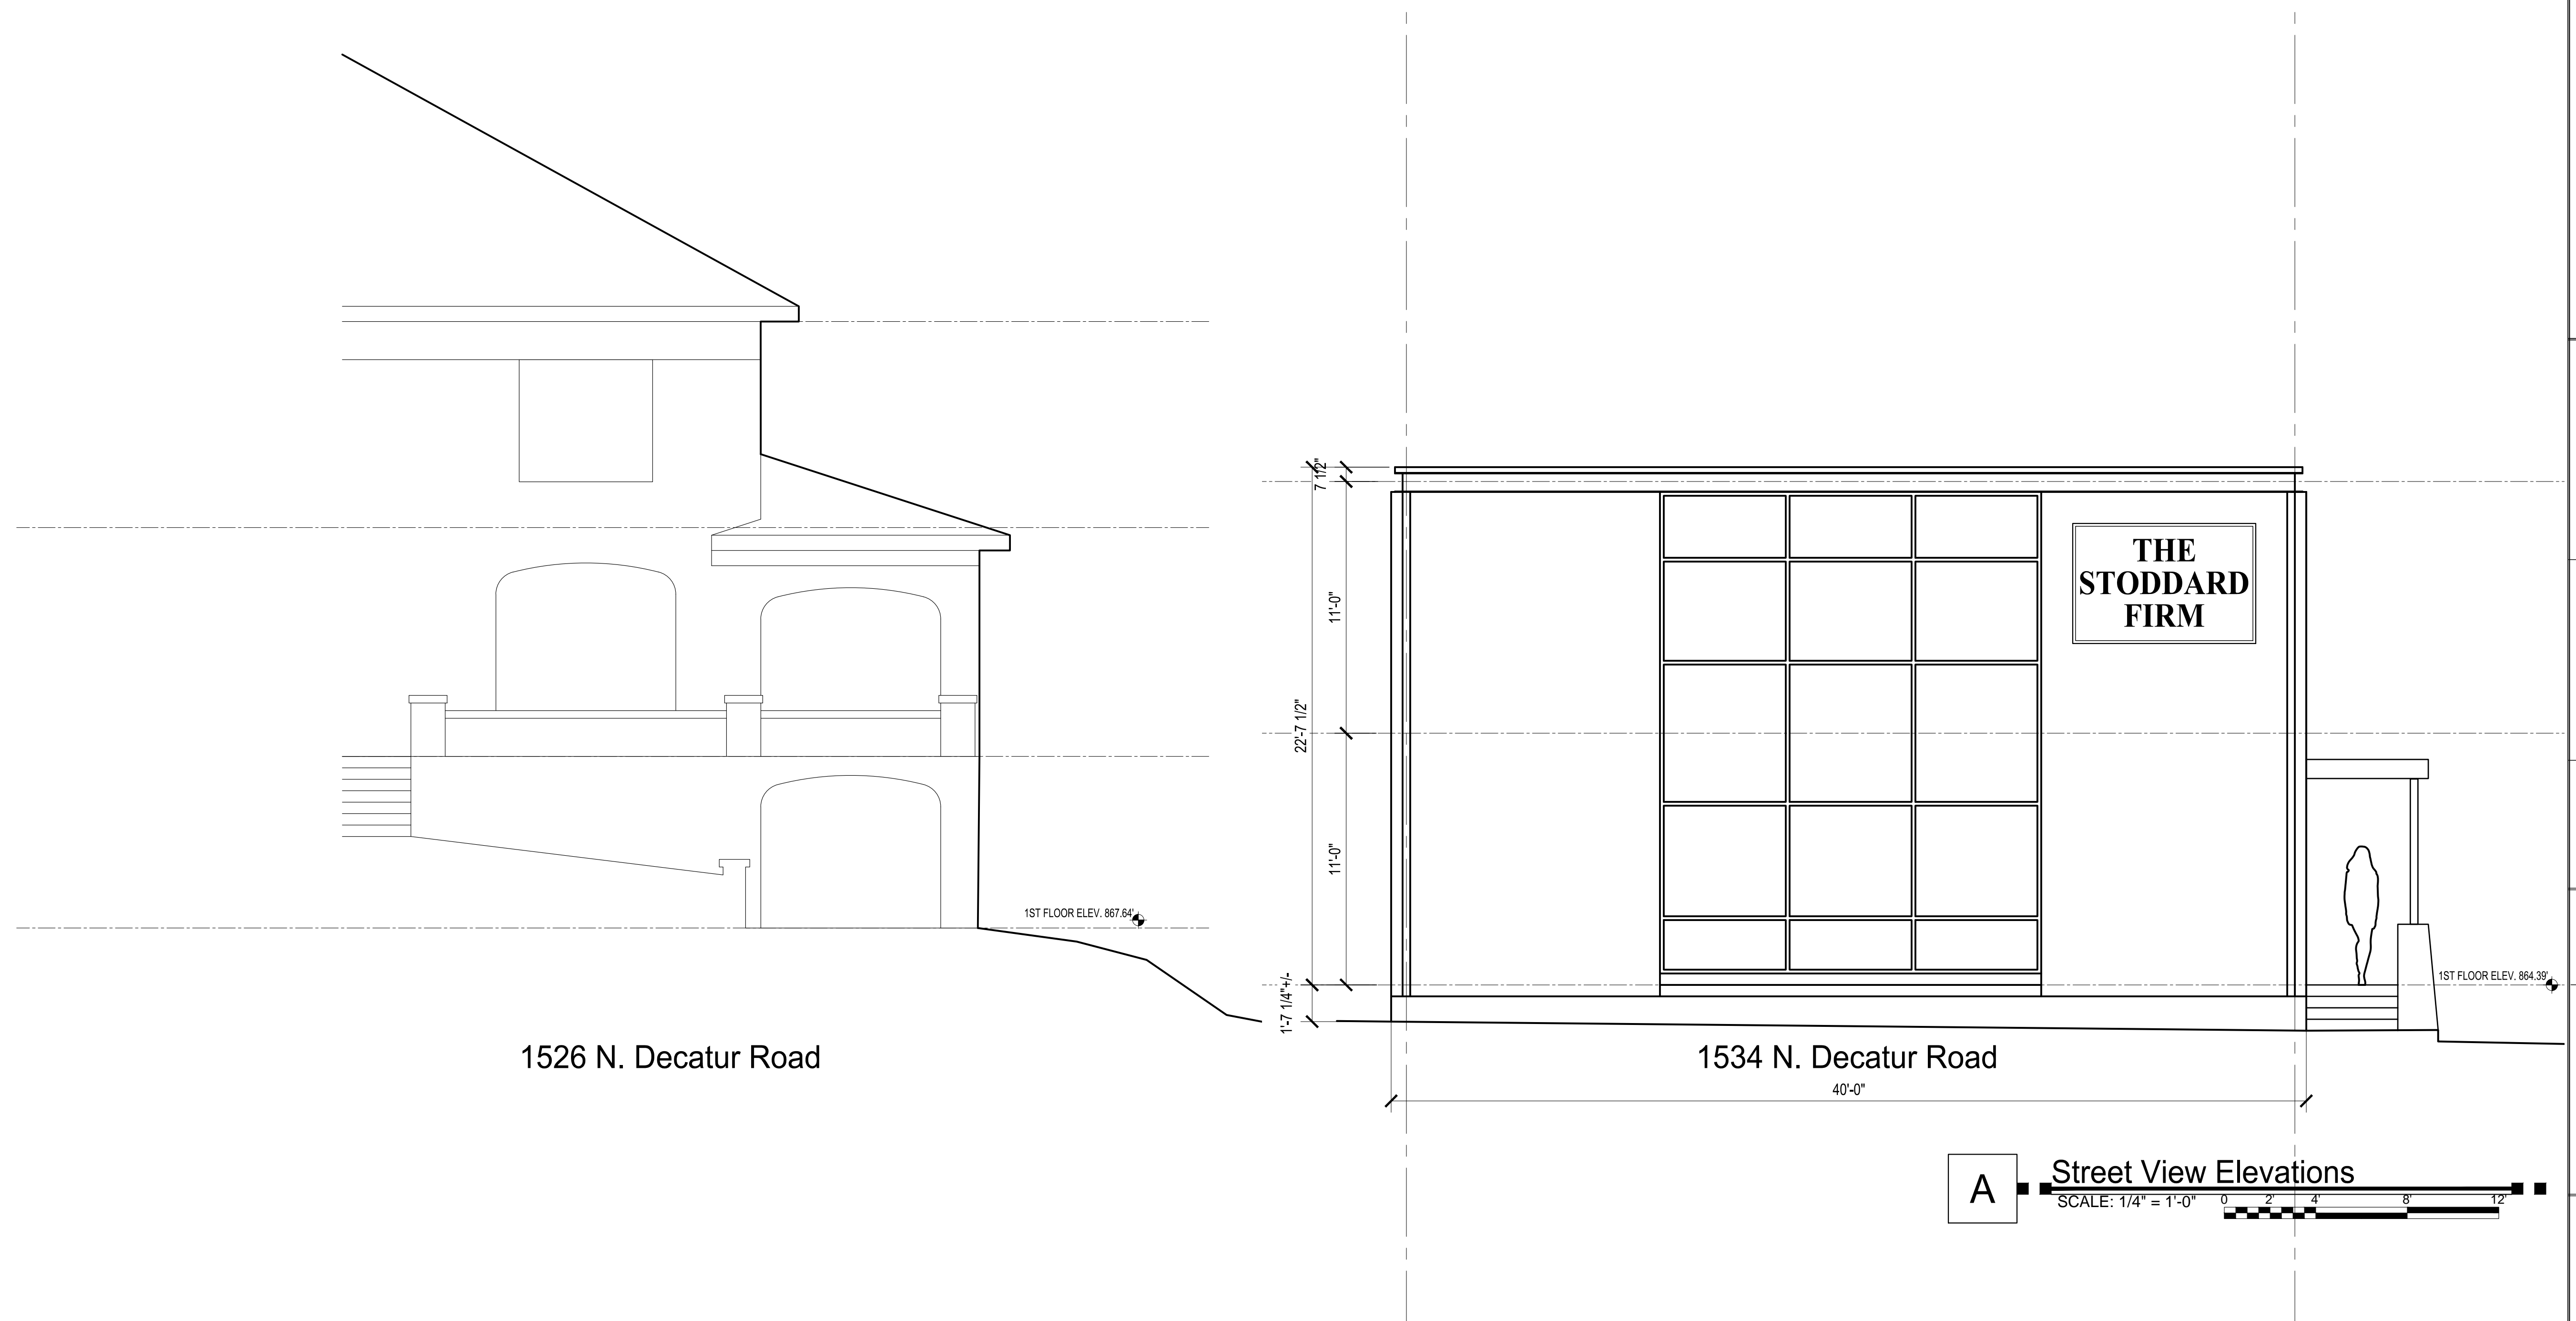 7 1/2"
THE
STODDARD
FIRM
11'-0"
22'-7 1/2"
11'-0"
1ST FLOOR ELEV. 867.64'
1ST FLOOR ELEV. 864.39'
1'-7 1/4"+/-
1526 N. Decatur Road
1534 N. Decatur Road
40'-0"
A
Street View Elevations
SCALE: 1/4" = 1'-0"
0 2' 4' 8' 12'